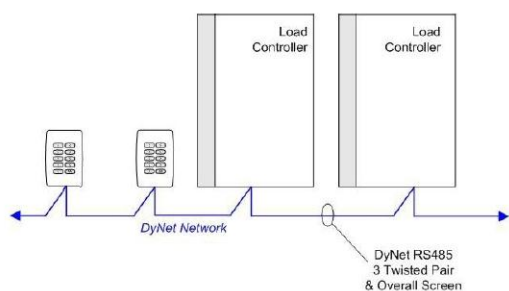 Load
Controller
Load
Controller
DyNet Network
DyNet RS485
3 Twisted Pair
& Overall Screen